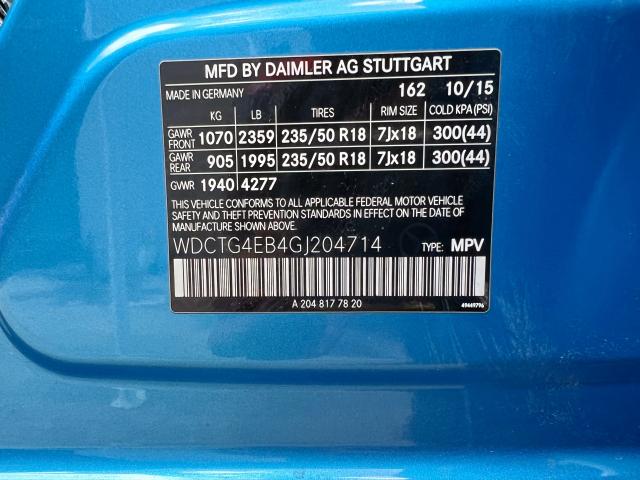 MFD BY DAIMLER AG STUTTGART
MADE IN GERMANY 162 10/15
KG LB TIRES RIM SIZE COLD KPA (PSI)
GAWR FRONT 1070 2359 235/50 R18 7Jx18 300(44)
GAWR REAR 905 1995 235/50 R18 7Jx18 300(44)
GVWR 1940 4277
THIS VEHICLE CONFORMS TO ALL APPLICABLE FEDERAL MOTOR VEHICLE
SAFETY AND THEFT PREVENTION STANDARDS IN EFFECT ON THE DATE OF
MANUFACTURE SHOWN ABOVE.
WDCTG4EB4GJ204714 TYPE: MPV
A 204 817 78 20 49449796